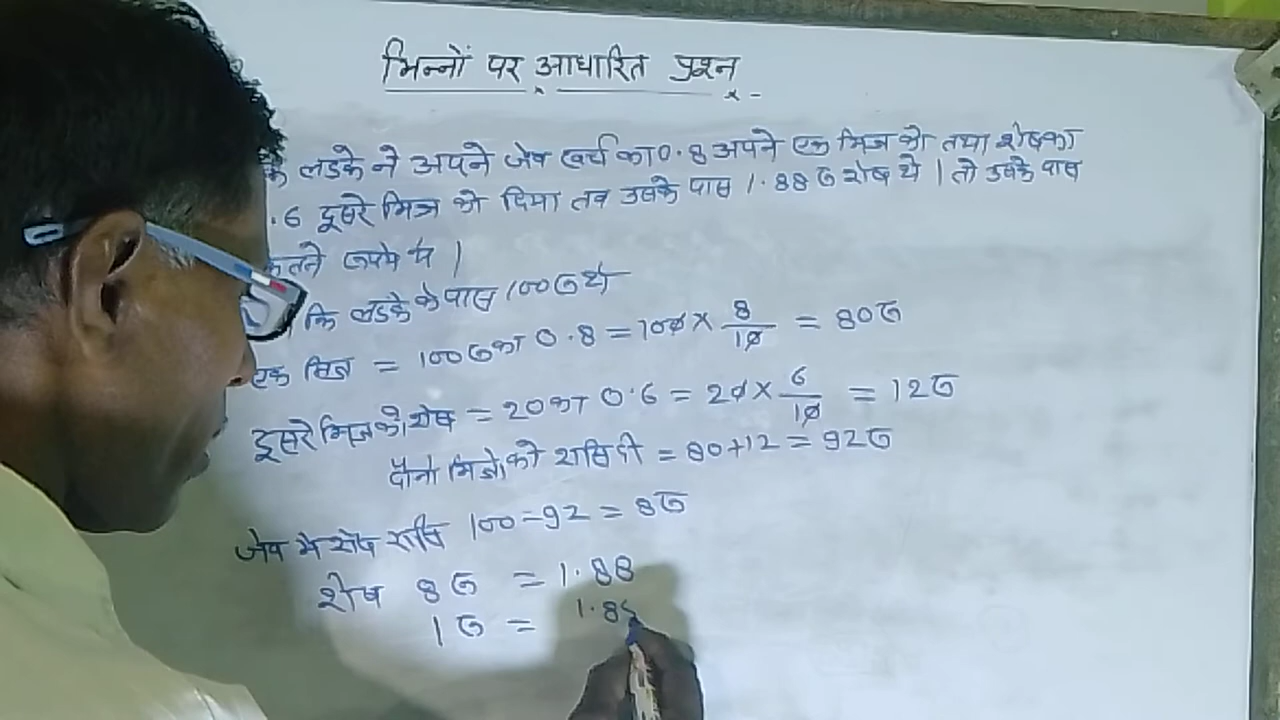 भिन्नों पर आधारित प्रश्न
लडके ने अपने जेब खर्च का 0.8 अपने एक मित्र को तथा शेष का
.6 दूसरे मित्र को दिया तब उसके पास 1.88 रु शेष थे । तो उसके पास
रुपये थे ।
कि लडके के पास 100 रु थे
एक मित्र = 100 रु का 0.8 = 100 × 8/10 = 80 रु
दूसरे मित्र को शेष = 20 का 0.6 = 20 × 6/10 = 12 रु
दोनो मित्रो को राशि दी = 80+12 = 92 रु
जेब मे शेष राशि 100-92 = 8 रु
शेष 8 रु = 1.88
1 रु = 1.8